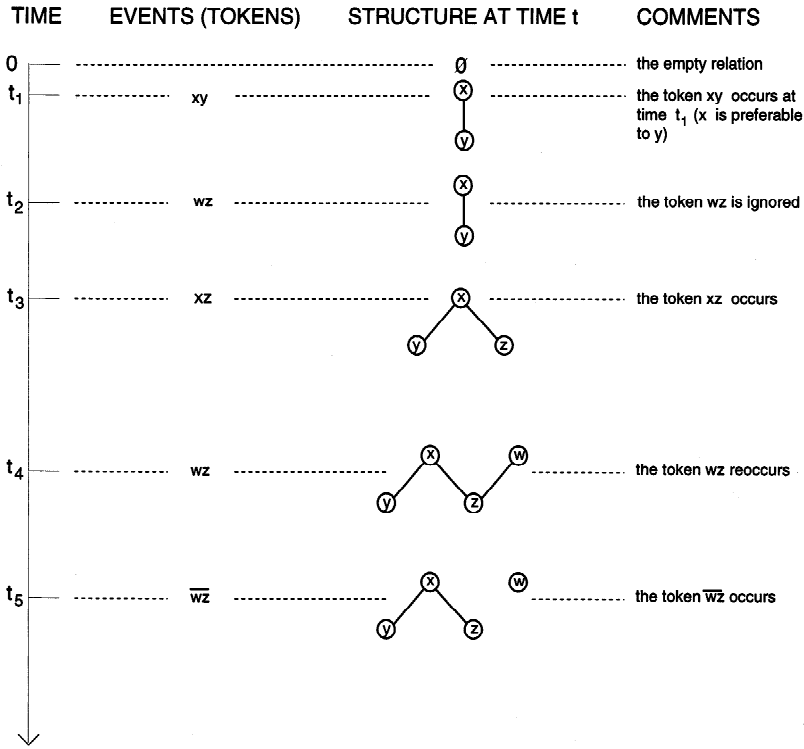 TIME EVENTS (TOKENS) STRUCTURE AT TIME t COMMENTS
0 ∅ the empty relation
t1 xy x the token xy occurs at
time t1 (x is preferable
y to y)
t2 wz x the token wz is ignored
y
t3 xz x the token xz occurs
y z
t4 wz x w the token wz reoccurs
y z
t5 w̅z̅ x w the token w̅z̅ occurs
y z